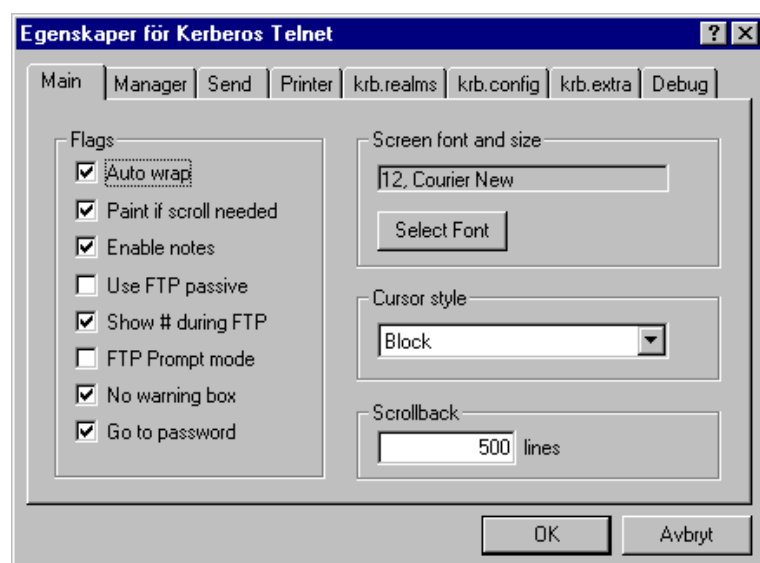 Egenskaper för Kerberos Telnet
Main Manager Send Printer krb.realms krb.config krb.extra Debug
Flags
Auto wrap
Paint if scroll needed
Enable notes
Use FTP passive
Show # during FTP
FTP Prompt mode
No warning box
Go to password
Screen font and size
12, Courier New
Select Font
Cursor style
Block
Scrollback
500 lines
OK Avbryt